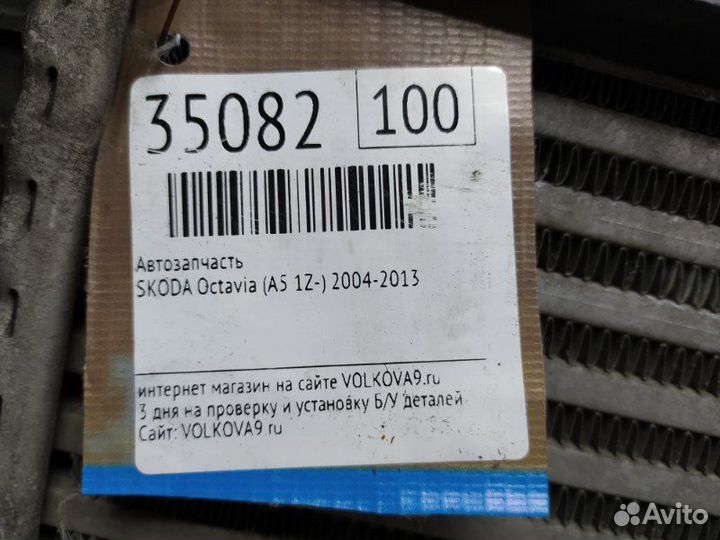 35082 100
Автозапчасть
SKODA Octavia (A5 1Z-) 2004-2013
интернет магазин на сайте VOLKOVA9.ru
3 дня на проверку и установку Б/У деталей
Сайт: VOLKOVA9 ru
Avito